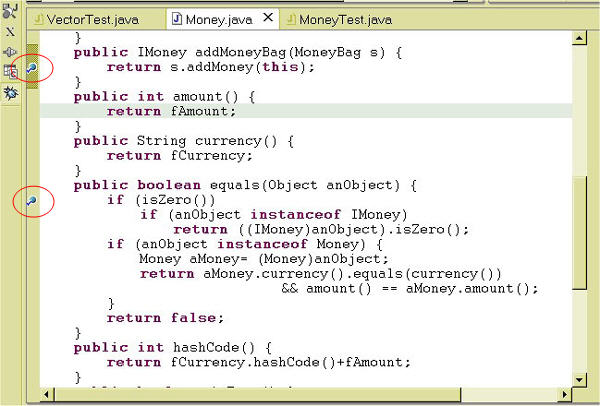 VectorTest.java Money.java MoneyTest.java
}
public IMoney addMoneyBag(MoneyBag s) {
return s.addMoney(this);
}
public int amount() {
return fAmount;
}
public String currency() {
return fCurrency;
}
public boolean equals(Object anObject) {
if (isZero())
if (anObject instanceof IMoney)
return ((IMoney)anObject).isZero();
if (anObject instanceof Money) {
Money aMoney= (Money)anObject;
return aMoney.currency().equals(currency())
&& amount() == aMoney.amount();
}
return false;
}
public int hashCode() {
return fCurrency.hashCode()+fAmount;
}